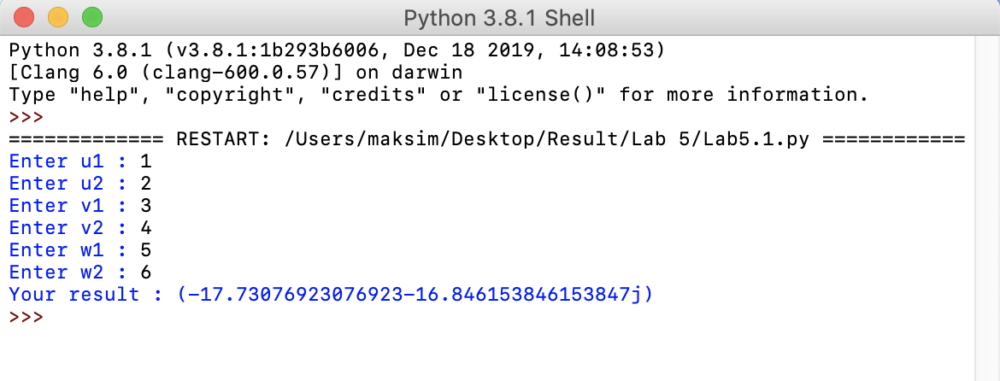 Python 3.8.1 Shell
Python 3.8.1 (v3.8.1:1b293b6006, Dec 18 2019, 14:08:53)
[Clang 6.0 (clang-600.0.57)] on darwin
Type "help", "copyright", "credits" or "license()" for more information.
>>>
============= RESTART: /Users/maksim/Desktop/Result/Lab 5/Lab5.1.py ============
Enter u1 : 1
Enter u2 : 2
Enter v1 : 3
Enter v2 : 4
Enter w1 : 5
Enter w2 : 6
Your result : (-17.73076923076923-16.846153846153847j)
>>>